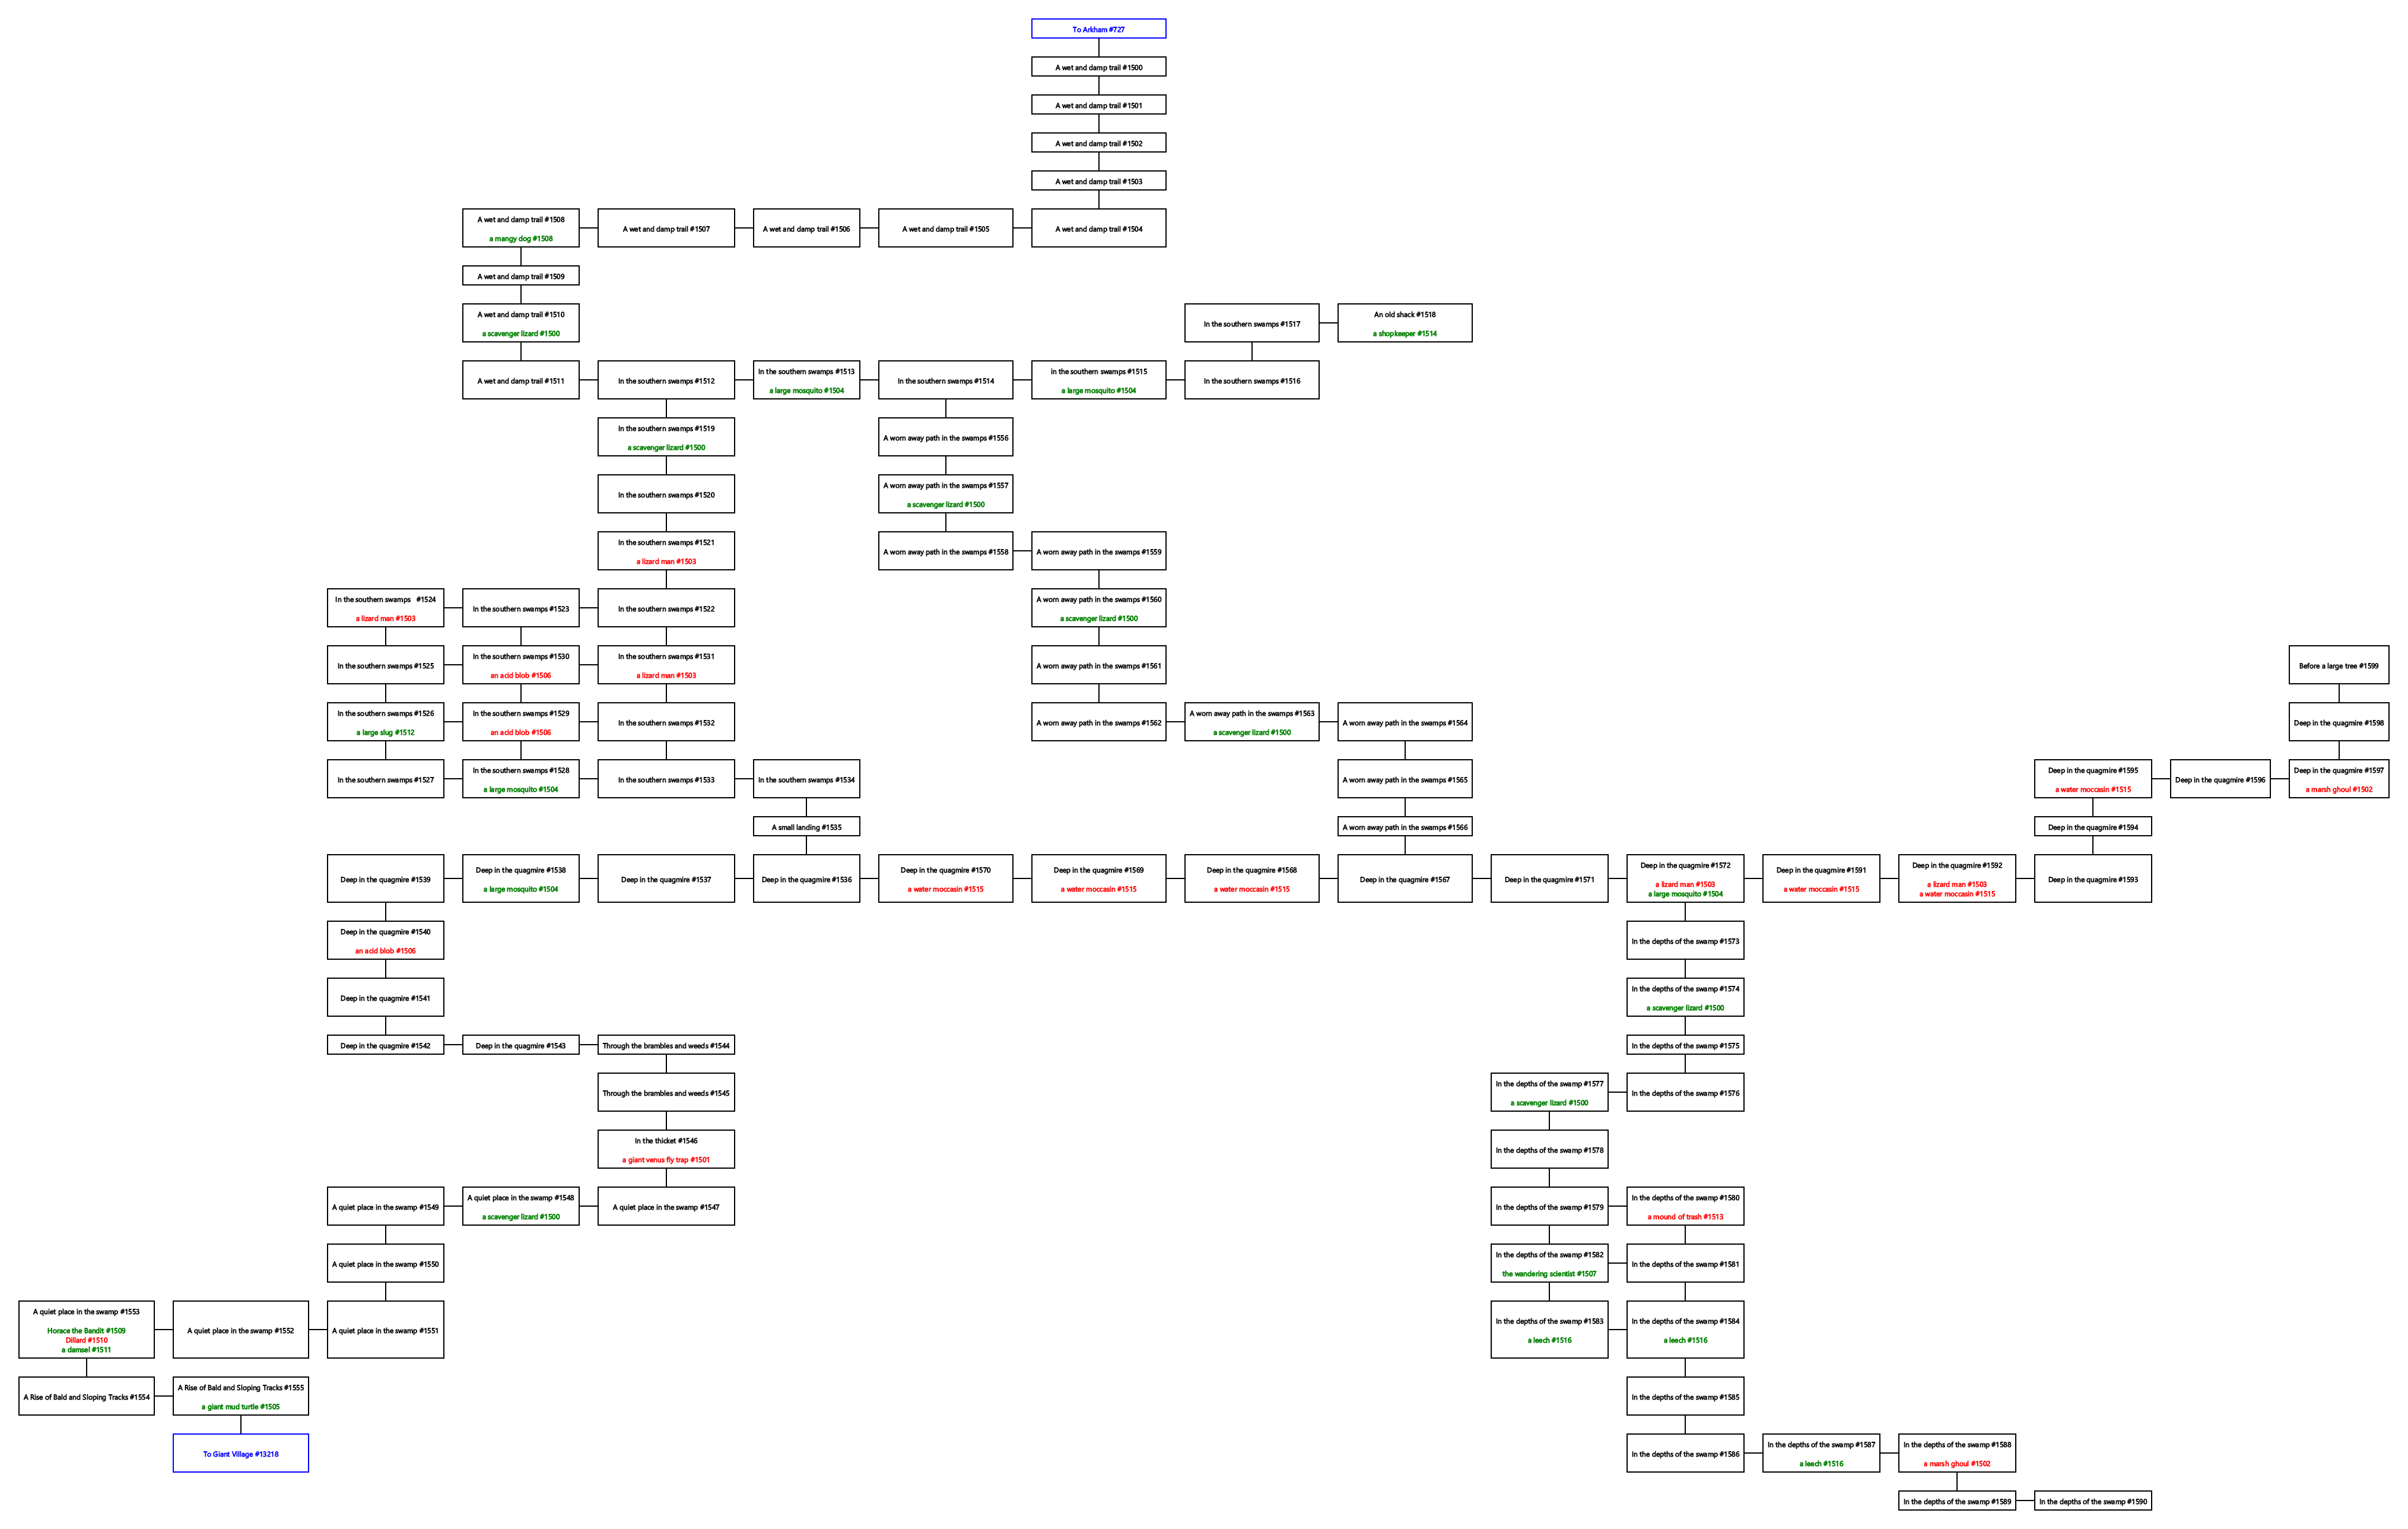 To Arkham #727
A wet and damp trail #1500
A wet and damp trail #1501
A wet and damp trail #1502
A wet and damp trail #1503
A wet and damp trail #1508
a mangy dog #1508
A wet and damp trail #1507
A wet and damp trail #1506
A wet and damp trail #1505
A wet and damp trail #1504
A wet and damp trail #1509
A wet and damp trail #1510
a scavenger lizard #1500
In the southern swamps #1517
An old shack #1518
a shopkeeper #1514
A wet and damp trail #1511
In the southern swamps #1512
In the southern swamps #1513
a large mosquito #1504
In the southern swamps #1514
in the southern swamps #1515
a large mosquito #1504
In the southern swamps #1516
In the southern swamps #1519
a scavenger lizard #1500
A worn away path in the swamps #1556
In the southern swamps #1520
A worn away path in the swamps #1557
a scavenger lizard #1500
In the southern swamps #1521
a lizard man #1503
A worn away path in the swamps #1558
A worn away path in the swamps #1559
In the southern swamps #1524
a lizard man #1503
In the southern swamps #1523
In the southern swamps #1522
A worn away path in the swamps #1560
a scavenger lizard #1500
In the southern swamps #1525
In the southern swamps #1530
an acid blob #1506
In the southern swamps #1531
a lizard man #1503
A worn away path in the swamps #1561
Before a large tree #1599
In the southern swamps #1526
a large slug #1512
In the southern swamps #1529
an acid blob #1506
In the southern swamps #1532
A worn away path in the swamps #1562
A worn away path in the swamps #1563
a scavenger lizard #1500
A worn away path in the swamps #1564
Deep in the quagmire #1598
In the southern swamps #1527
In the southern swamps #1528
a large mosquito #1504
In the southern swamps #1533
In the southern swamps #1534
A worn away path in the swamps #1565
Deep in the quagmire #1595
a water moccasin #1515
Deep in the quagmire #1596
Deep in the quagmire #1597
a marsh ghoul #1502
A small landing #1535
A worn away path in the swamps #1566
Deep in the quagmire #1594
Deep in the quagmire #1539
Deep in the quagmire #1538
a large mosquito #1504
Deep in the quagmire #1537
Deep in the quagmire #1536
Deep in the quagmire #1570
a water moccasin #1515
Deep in the quagmire #1569
a water moccasin #1515
Deep in the quagmire #1568
a water moccasin #1515
Deep in the quagmire #1567
Deep in the quagmire #1571
Deep in the quagmire #1572
a lizard man #1503
a large mosquito #1504
Deep in the quagmire #1591
a water moccasin #1515
Deep in the quagmire #1592
a lizard man #1503
a water moccasin #1515
Deep in the quagmire #1593
Deep in the quagmire #1540
an acid blob #1506
In the depths of the swamp #1573
Deep in the quagmire #1541
In the depths of the swamp #1574
a scavenger lizard #1500
Deep in the quagmire #1542
Deep in the quagmire #1543
Through the brambles and weeds #1544
In the depths of the swamp #1575
Through the brambles and weeds #1545
In the depths of the swamp #1577
a scavenger lizard #1500
In the depths of the swamp #1576
In the thicket #1546
a giant venus fly trap #1501
In the depths of the swamp #1578
A quiet place in the swamp #1549
A quiet place in the swamp #1548
a scavenger lizard #1500
A quiet place in the swamp #1547
In the depths of the swamp #1579
In the depths of the swamp #1580
a mound of trash #1513
A quiet place in the swamp #1550
In the depths of the swamp #1582
the wandering scientist #1507
In the depths of the swamp #1581
A quiet place in the swamp #1553
Horace the Bandit #1509
Dillard #1510
a damsel #1511
A quiet place in the swamp #1552
A quiet place in the swamp #1551
In the depths of the swamp #1583
a leech #1516
In the depths of the swamp #1584
a leech #1516
A Rise of Bald and Sloping Tracks #1554
A Rise of Bald and Sloping Tracks #1555
a giant mud turtle #1505
In the depths of the swamp #1585
To Giant Village #13218
In the depths of the swamp #1586
In the depths of the swamp #1587
a leech #1516
In the depths of the swamp #1588
a marsh ghoul #1502
In the depths of the swamp #1589
In the depths of the swamp #1590